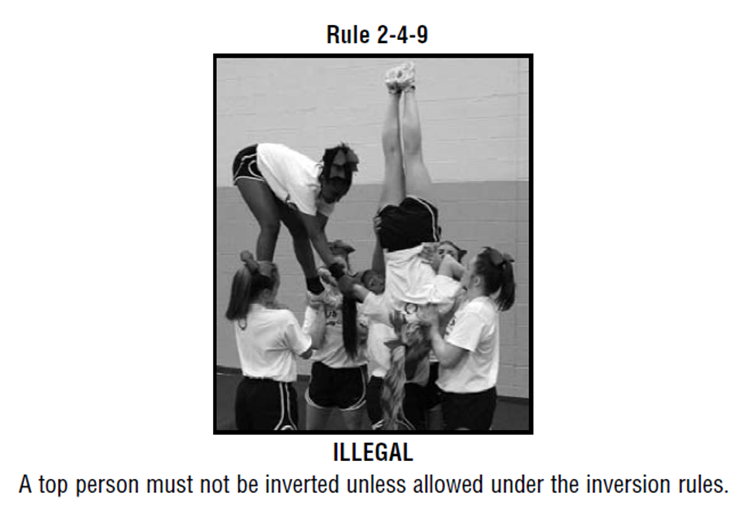 Rule 2-4-9
ILLEGAL
A top person must not be inverted unless allowed under the inversion rules.